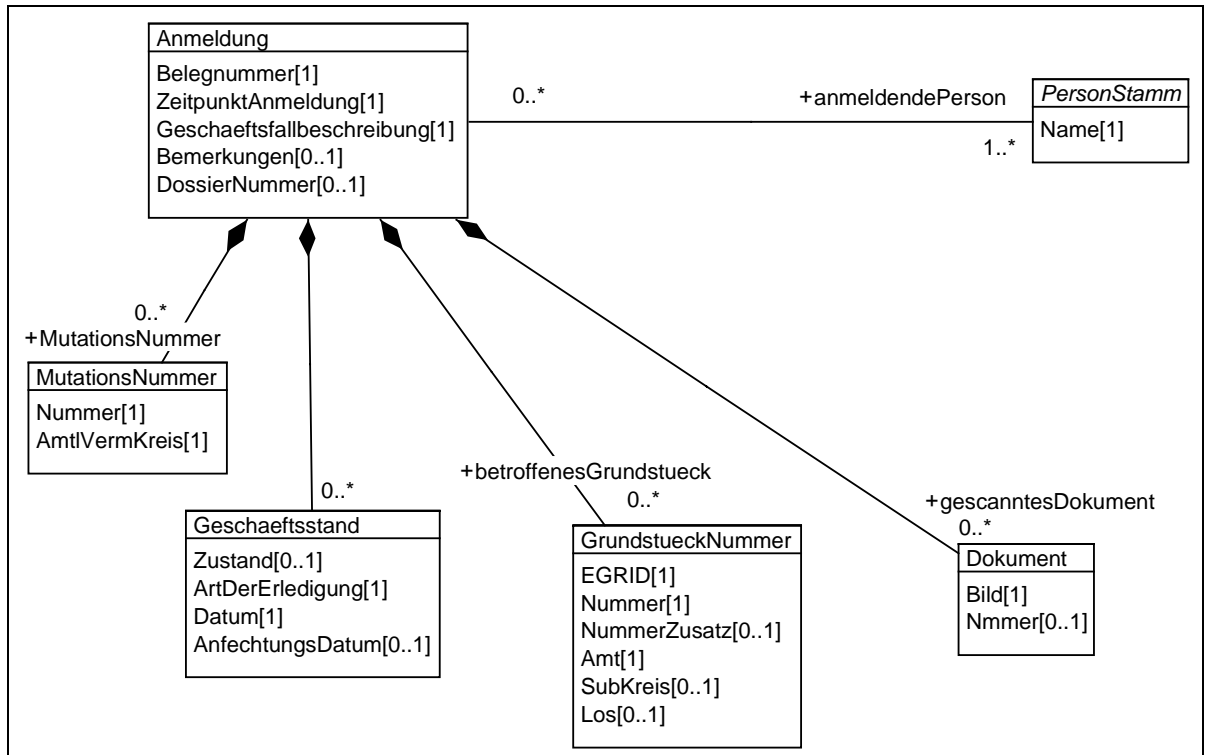 Anmeldung
Belegnummer[1]
ZeitpunktAnmeldung[1]
Geschaeftsfallbeschreibung[1]
Bemerkungen[0..1]
DossierNummer[0..1]
0..*
+anmeldendePerson
1..*
PersonStamm
Name[1]
0..*
+MutationsNummer
MutationsNummer
Nummer[1]
AmtlVermKreis[1]
0..*
Geschaeftsstand
Zustand[0..1]
ArtDerErledigung[1]
Datum[1]
AnfechtungsDatum[0..1]
+betroffenesGrundstueck
0..*
GrundstueckNummer
EGRID[1]
Nummer[1]
NummerZusatz[0..1]
Amt[1]
SubKreis[0..1]
Los[0..1]
+gescanntesDokument
0..*
Dokument
Bild[1]
Nmmer[0..1]